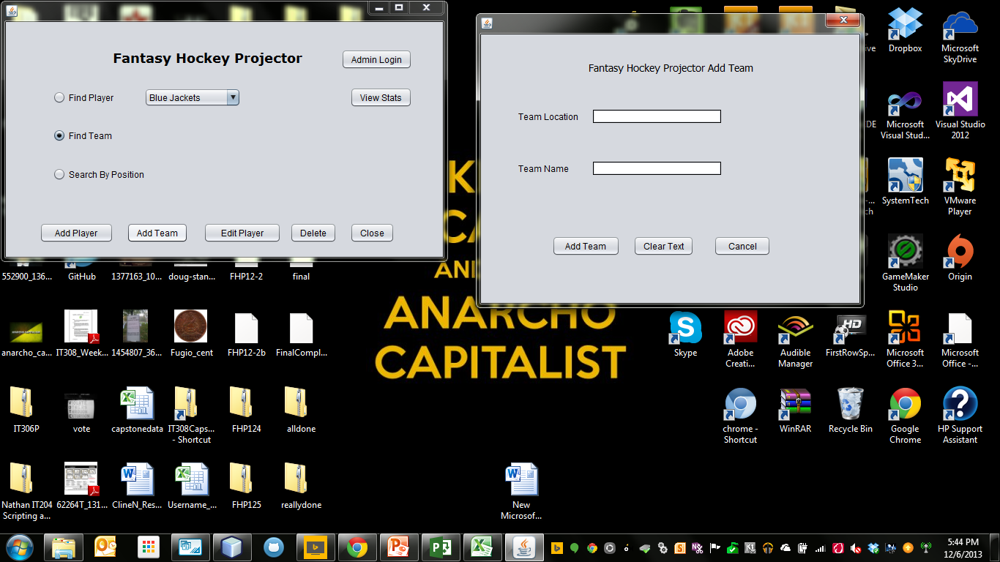 Fantasy Hockey Projector
Admin Login
Find Player
Blue Jackets
View Stats
Find Team
Search By Position
Add Player
Add Team
Edit Player
Delete
Close
Fantasy Hockey Projector Add Team
Team Location
Team Name
Add Team
Clear Text
Cancel
AN
ANARCHO
CAPITALIST
Dropbox
Microsoft
SkyDrive
Microsoft
Visual Stud...
Visual Studio
2012
SystemTech
VMware
Player
GameMaker
Studio
Origin
552900_136...
GitHub
1377163_10...
doug-stan...
FHP12-2
final
anarcho_ca...
IT308_Week...
1454807_36...
Fugio_cent
FHP12-2b
FinalCompl...
Skype
Adobe
Creati...
Audible
Manager
HD
FirstRowSp...
Microsoft
Office 3...
Microsoft
Office -...
IT306P
vote
capstonedata
IT308Caps...
- Shortcut
FHP124
alldone
chrome -
Shortcut
WinRAR
Recycle Bin
Google
Chrome
HP Support
Assistant
Nathan IT204
Scripting a...
62264T_131...
ClineN_Res...
Username_...
FHP125
reallydone
New
Microsof...
5:44 PM
12/6/2013